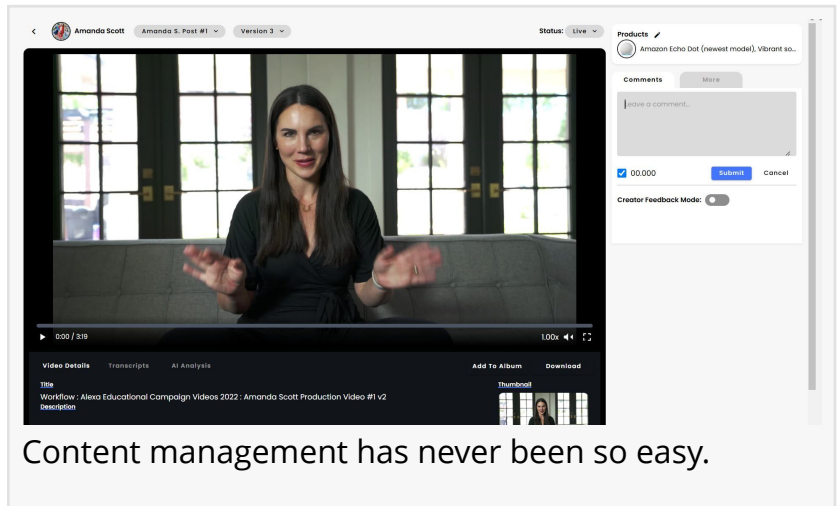 Amanda Scott
Amanda S. Post #1
Version 3
Status: Live
Products
Amazon Echo Dot (newest model), Vibrant so...
Comments
More
Leave a comment...
00.000
Submit
Cancel
Creator Feedback Mode:
0:00 / 3:19
1.00x
Video Details
Transcripts
AI Analysis
Add To Album
Download
Title
Workflow : Alexa Educational Campaign Videos 2022 : Amanda Scott Production Video #1 v2
Description
Thumbnail
Content management has never been so easy.